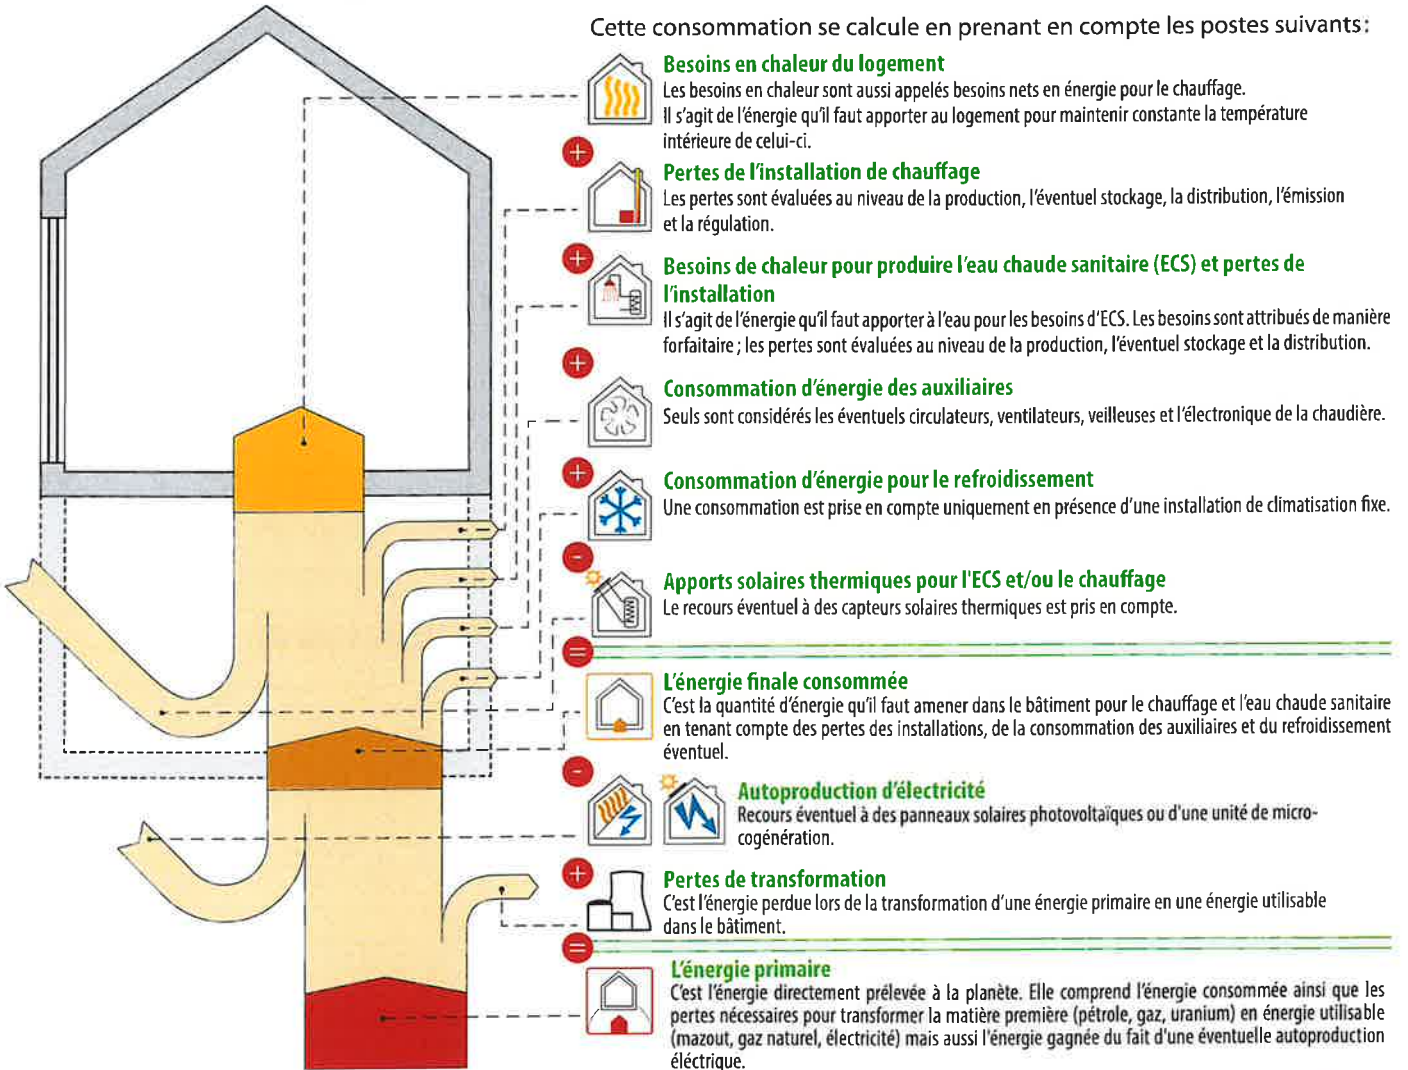 Cette consommation se calcule en prenant en compte les postes suivants:
Besoins en chaleur du logement
Les besoins en chaleur sont aussi appelés besoins nets en énergie pour le chauffage.
Il s'agit de l'énergie qu'il faut apporter au logement pour maintenir constante la température
intérieure de celui-ci.
+
Pertes de l'installation de chauffage
Les pertes sont évaluées au niveau de la production, l'éventuel stockage, la distribution, l'émission
et la régulation.
+
Besoins de chaleur pour produire l'eau chaude sanitaire (ECS) et pertes de
l'installation
Il s'agit de l'énergie qu'il faut apporter à l'eau pour les besoins d'ECS. Les besoins sont attribués de manière
forfaitaire ; les pertes sont évaluées au niveau de la production, l'éventuel stockage et la distribution.
+
Consommation d'énergie des auxiliaires
Seuls sont considérés les éventuels circulateurs, ventilateurs, veilleuses et l'électronique de la chaudière.
+
Consommation d'énergie pour le refroidissement
Une consommation est prise en compte uniquement en présence d'une installation de climatisation fixe.
-
Apports solaires thermiques pour l'ECS et/ou le chauffage
Le recours éventuel à des capteurs solaires thermiques est pris en compte.
=
L'énergie finale consommée
C'est la quantité d'énergie qu'il faut amener dans le bâtiment pour le chauffage et l'eau chaude sanitaire
en tenant compte des pertes des installations, de la consommation des auxiliaires et du refroidissement
éventuel.
-
Autoproduction d'électricité
Recours éventuel à des panneaux solaires photovoltaïques ou d'une unité de micro-
cogénération.
+
Pertes de transformation
C'est l'énergie perdue lors de la transformation d'une énergie primaire en une énergie utilisable
dans le bâtiment.
=
L'énergie primaire
C'est l'énergie directement prélevée à la planète. Elle comprend l'énergie consommée ainsi que les
pertes nécessaires pour transformer la matière première (pétrole, gaz, uranium) en énergie utilisable
(mazout, gaz naturel, électricité) mais aussi l'énergie gagnée du fait d'une éventuelle autoproduction
éléctrique.